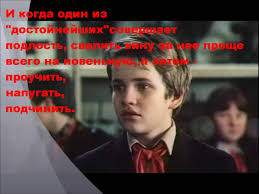 И когда один из
"достойнейших"совершает
подлость, свалить вину за нее проще
всего на новенькую, и затем
проучить,
напугать,
подчинить.